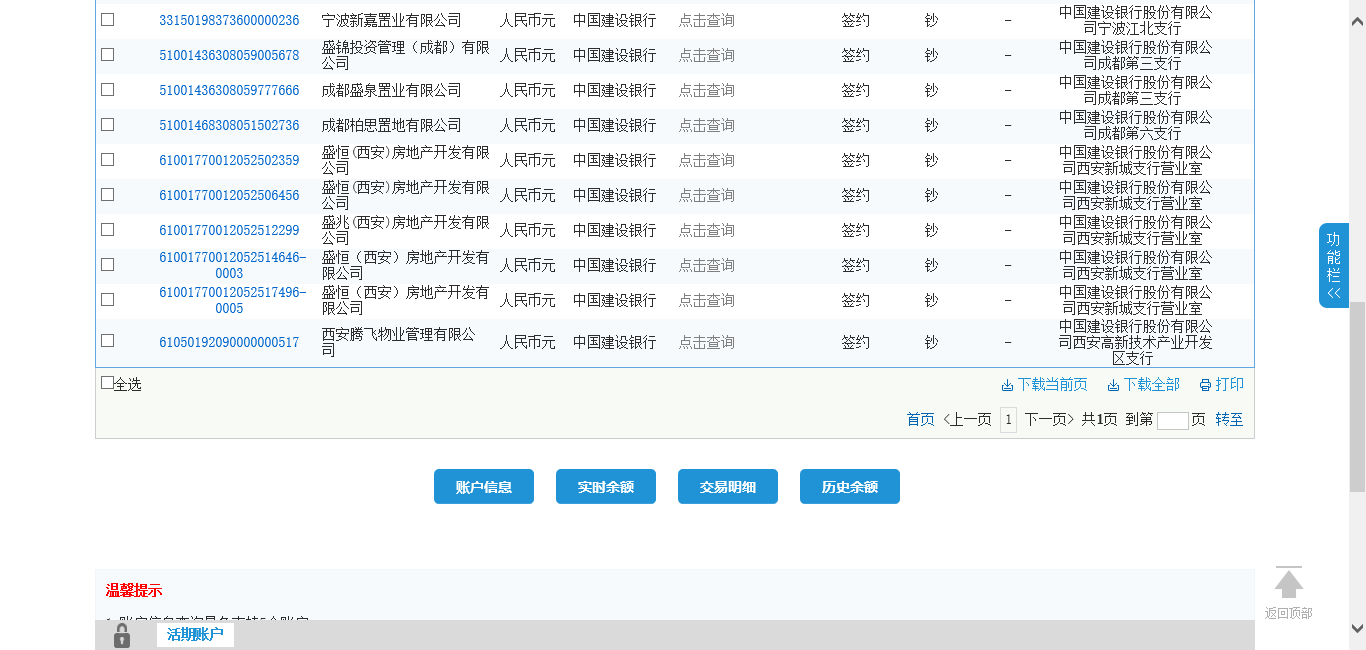 33150198373600000236 宁波新嘉置业有限公司 人民币元 中国建设银行 点击查询 签约 钞 - 中国建设银行股份有限公
司宁波江北支行
51001436308059005678 盛锦投资管理（成都）有限
公司 人民币元 中国建设银行 点击查询 签约 钞 - 中国建设银行股份有限公
司成都第三支行
51001436308059777666 成都盛泉置业有限公司 人民币元 中国建设银行 点击查询 签约 钞 - 中国建设银行股份有限公
司成都第三支行
51001468308051502736 成都柏思置地有限公司 人民币元 中国建设银行 点击查询 签约 钞 - 中国建设银行股份有限公
司成都第六支行
61001770012052502359 盛恒(西安)房地产开发有限
公司 人民币元 中国建设银行 点击查询 签约 钞 - 中国建设银行股份有限公
司西安新城支行营业室
61001770012052506456 盛恒(西安)房地产开发有限
公司 人民币元 中国建设银行 点击查询 签约 钞 - 中国建设银行股份有限公
司西安新城支行营业室
61001770012052512299 盛兆(西安)房地产开发有限
公司 人民币元 中国建设银行 点击查询 签约 钞 - 中国建设银行股份有限公
司西安新城支行营业室
61001770012052514646-
0003 盛恒（西安）房地产开发有
限公司 人民币元 中国建设银行 点击查询 签约 钞 - 中国建设银行股份有限公
司西安新城支行营业室
61001770012052517496-
0005 盛恒（西安）房地产开发有
限公司 人民币元 中国建设银行 点击查询 签约 钞 - 中国建设银行股份有限公
司西安新城支行营业室
61050192090000000517 西安腾飞物业管理有限公
司 人民币元 中国建设银行 点击查询 签约 钞 - 中国建设银行股份有限公
司西安高新技术产业开发
区支行
全选 下载当前页 下载全部 打印
首页 <上一页 1 下一页> 共1页 到第 页 转至
账户信息 实时余额 交易明细 历史余额
功能栏<<
温馨提示
返回顶部
活期账户